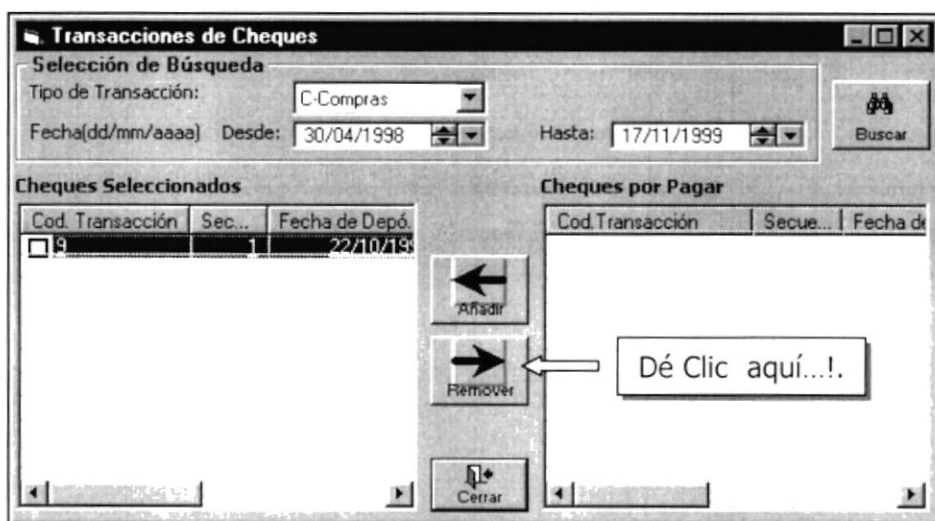 Transacciones de Cheques
Selección de Búsqueda
Tipo de Transacción: C-Compras
Fecha(dd/mm/aaaa) Desde: 30/04/1998 Hasta: 17/11/1999
Buscar
Cheques Seleccionados
Cod. Transacción Sec... Fecha de Depó.
9 1 22/10/199
Cheques por Pagar
Cod. Transacción Secue... Fecha de
Añadir
Remover
Dé Clic aquí...!.
Cerrar